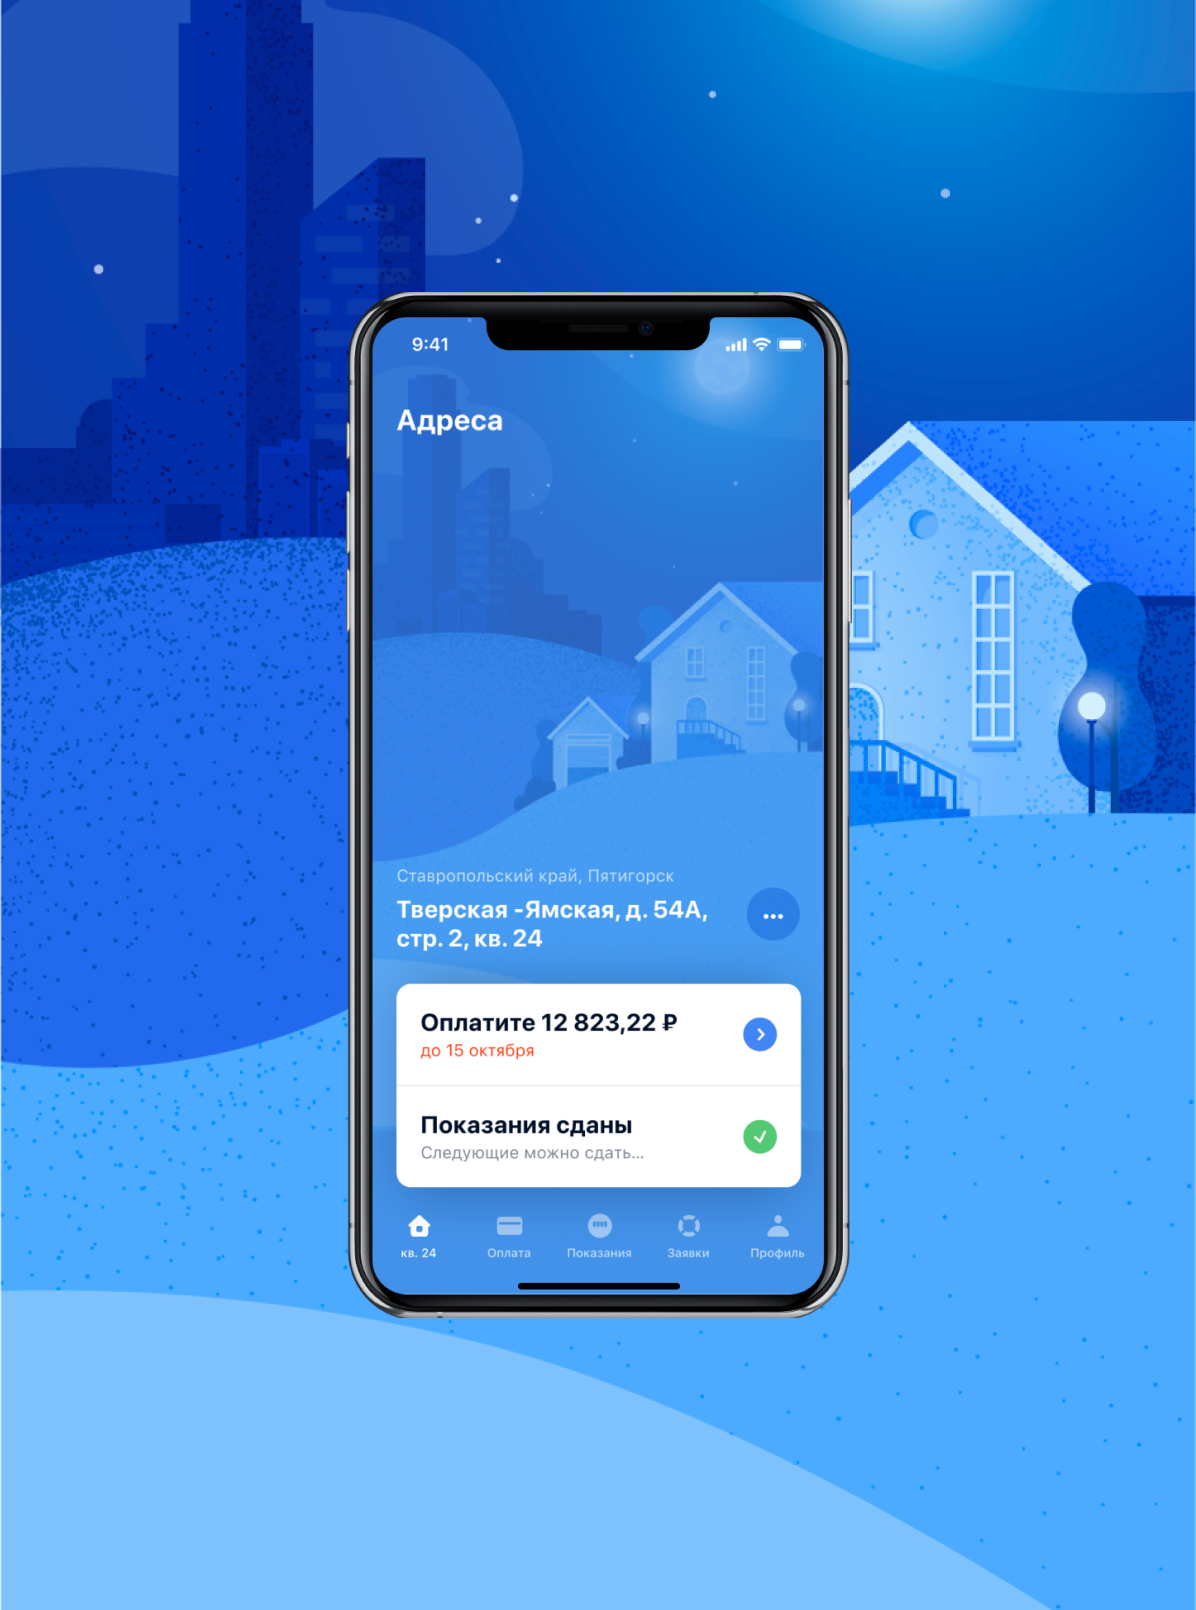 9:41
Адреса
Ставропольский край, Пятигорск
Тверская -Ямская, д. 54А,
стр. 2, кв. 24
Оплатите 12 823,22 ₽
до 15 октября
Показания сданы
Следующие можно сдать...
кв. 24
Оплата
Показания
Заявки
Профиль